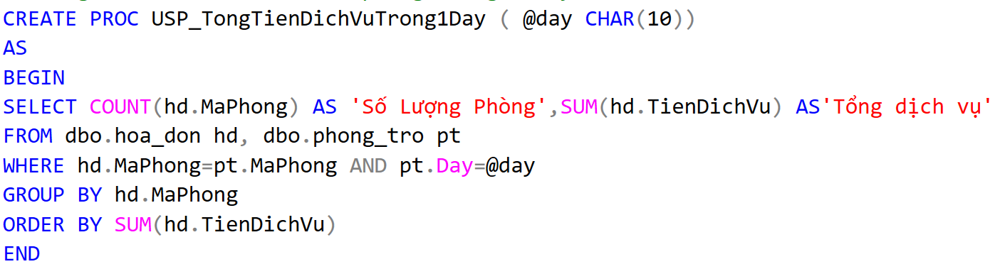 CREATE PROC USP_TongTienDichVuTrong1Day ( @day CHAR(10))
AS
BEGIN
SELECT COUNT(hd.MaPhong) AS 'Số Lượng Phòng',SUM(hd.TienDichVu) AS'Tổng dịch vụ'
FROM dbo.hoa_don hd, dbo.phong_tro pt
WHERE hd.MaPhong=pt.MaPhong AND pt.Day=@day
GROUP BY hd.MaPhong
ORDER BY SUM(hd.TienDichVu)
END